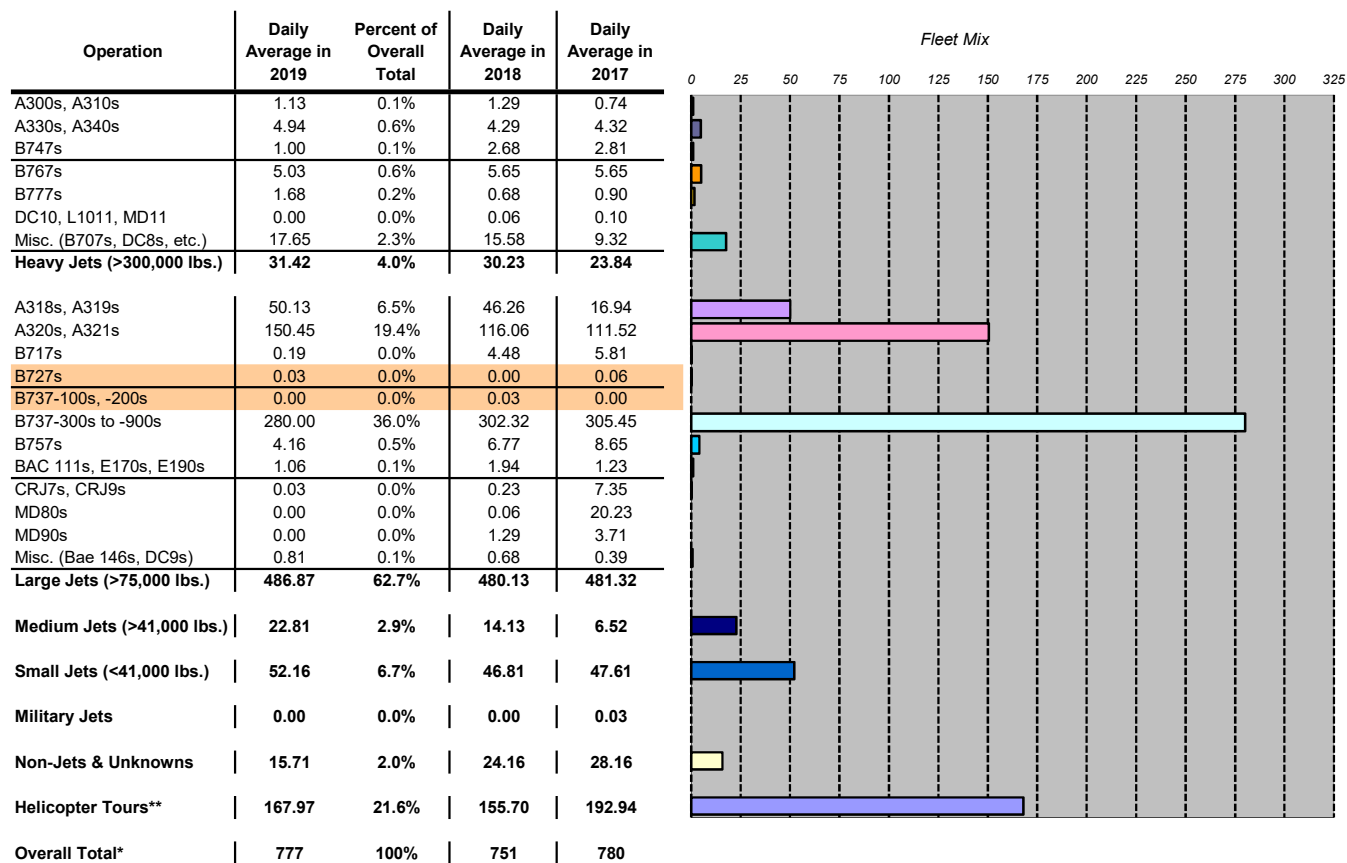 Operation Daily Average in 2019 Percent of Overall Total Daily Average in 2018 Daily Average in 2017
Fleet Mix
0 25 50 75 100 125 150 175 200 225 250 275 300 325
A300s, A310s 1.13 0.1% 1.29 0.74
A330s, A340s 4.94 0.6% 4.29 4.32
B747s 1.00 0.1% 2.68 2.81
B767s 5.03 0.6% 5.65 5.65
B777s 1.68 0.2% 0.68 0.90
DC10, L1011, MD11 0.00 0.0% 0.06 0.10
Misc. (B707s, DC8s, etc.) 17.65 2.3% 15.58 9.32
Heavy Jets (>300,000 lbs.) 31.42 4.0% 30.23 23.84
A318s, A319s 50.13 6.5% 46.26 16.94
A320s, A321s 150.45 19.4% 116.06 111.52
B717s 0.19 0.0% 4.48 5.81
B727s 0.03 0.0% 0.00 0.06
B737-100s, -200s 0.00 0.0% 0.03 0.00
B737-300s to -900s 280.00 36.0% 302.32 305.45
B757s 4.16 0.5% 6.77 8.65
BAC 111s, E170s, E190s 1.06 0.1% 1.94 1.23
CRJ7s, CRJ9s 0.03 0.0% 0.23 7.35
MD80s 0.00 0.0% 0.06 20.23
MD90s 0.00 0.0% 1.29 3.71
Misc. (Bae 146s, DC9s) 0.81 0.1% 0.68 0.39
Large Jets (>75,000 lbs.) 486.87 62.7% 480.13 481.32
Medium Jets (>41,000 lbs.) 22.81 2.9% 14.13 6.52
Small Jets (<41,000 lbs.) 52.16 6.7% 46.81 47.61
Military Jets 0.00 0.0% 0.00 0.03
Non-Jets & Unknowns 15.71 2.0% 24.16 28.16
Helicopter Tours** 167.97 21.6% 155.70 192.94
Overall Total* 777 100% 751 780